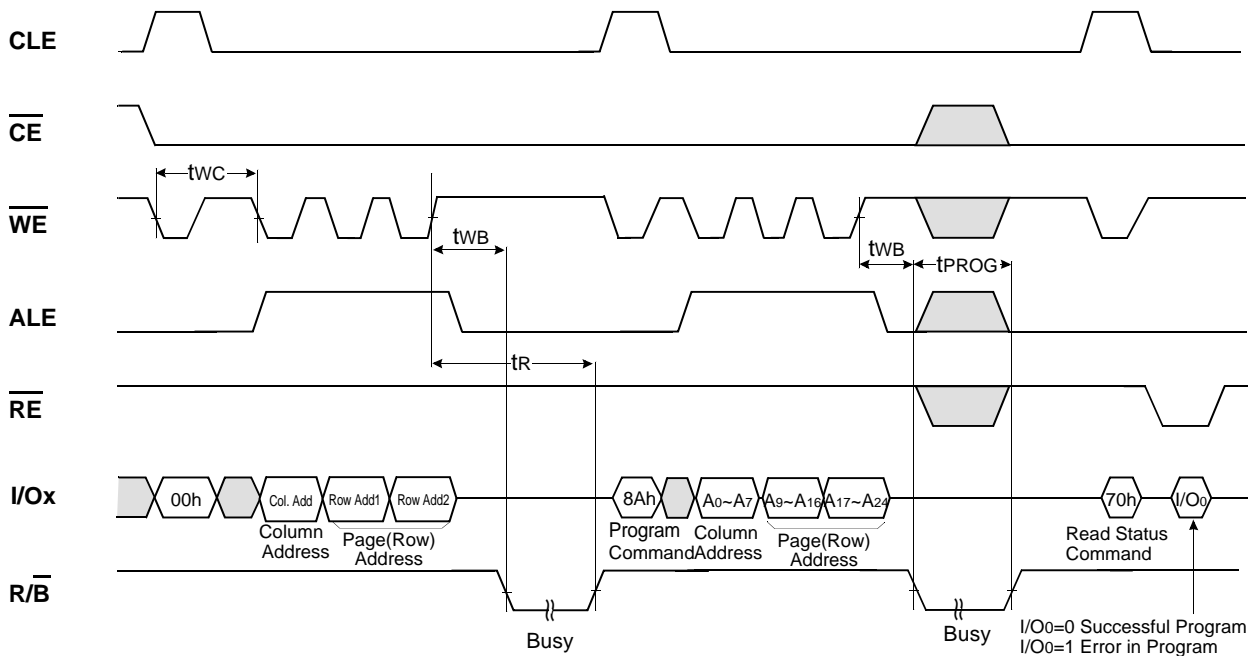 CLE
CE
tWC
WE
tWB
tWB
tPROG
ALE
tR
RE
I/Ox
00h
Col. Add
Row Add1
Row Add2
8Ah
A0~A7
A9~A16
A17~A24
70h
I/O0
Column
Address
Page(Row)
Address
Program
Command
Column
Address
Page(Row)
Address
Read Status
Command
R/B
Busy
Busy
I/O0=0 Successful Program
I/O0=1 Error in Program